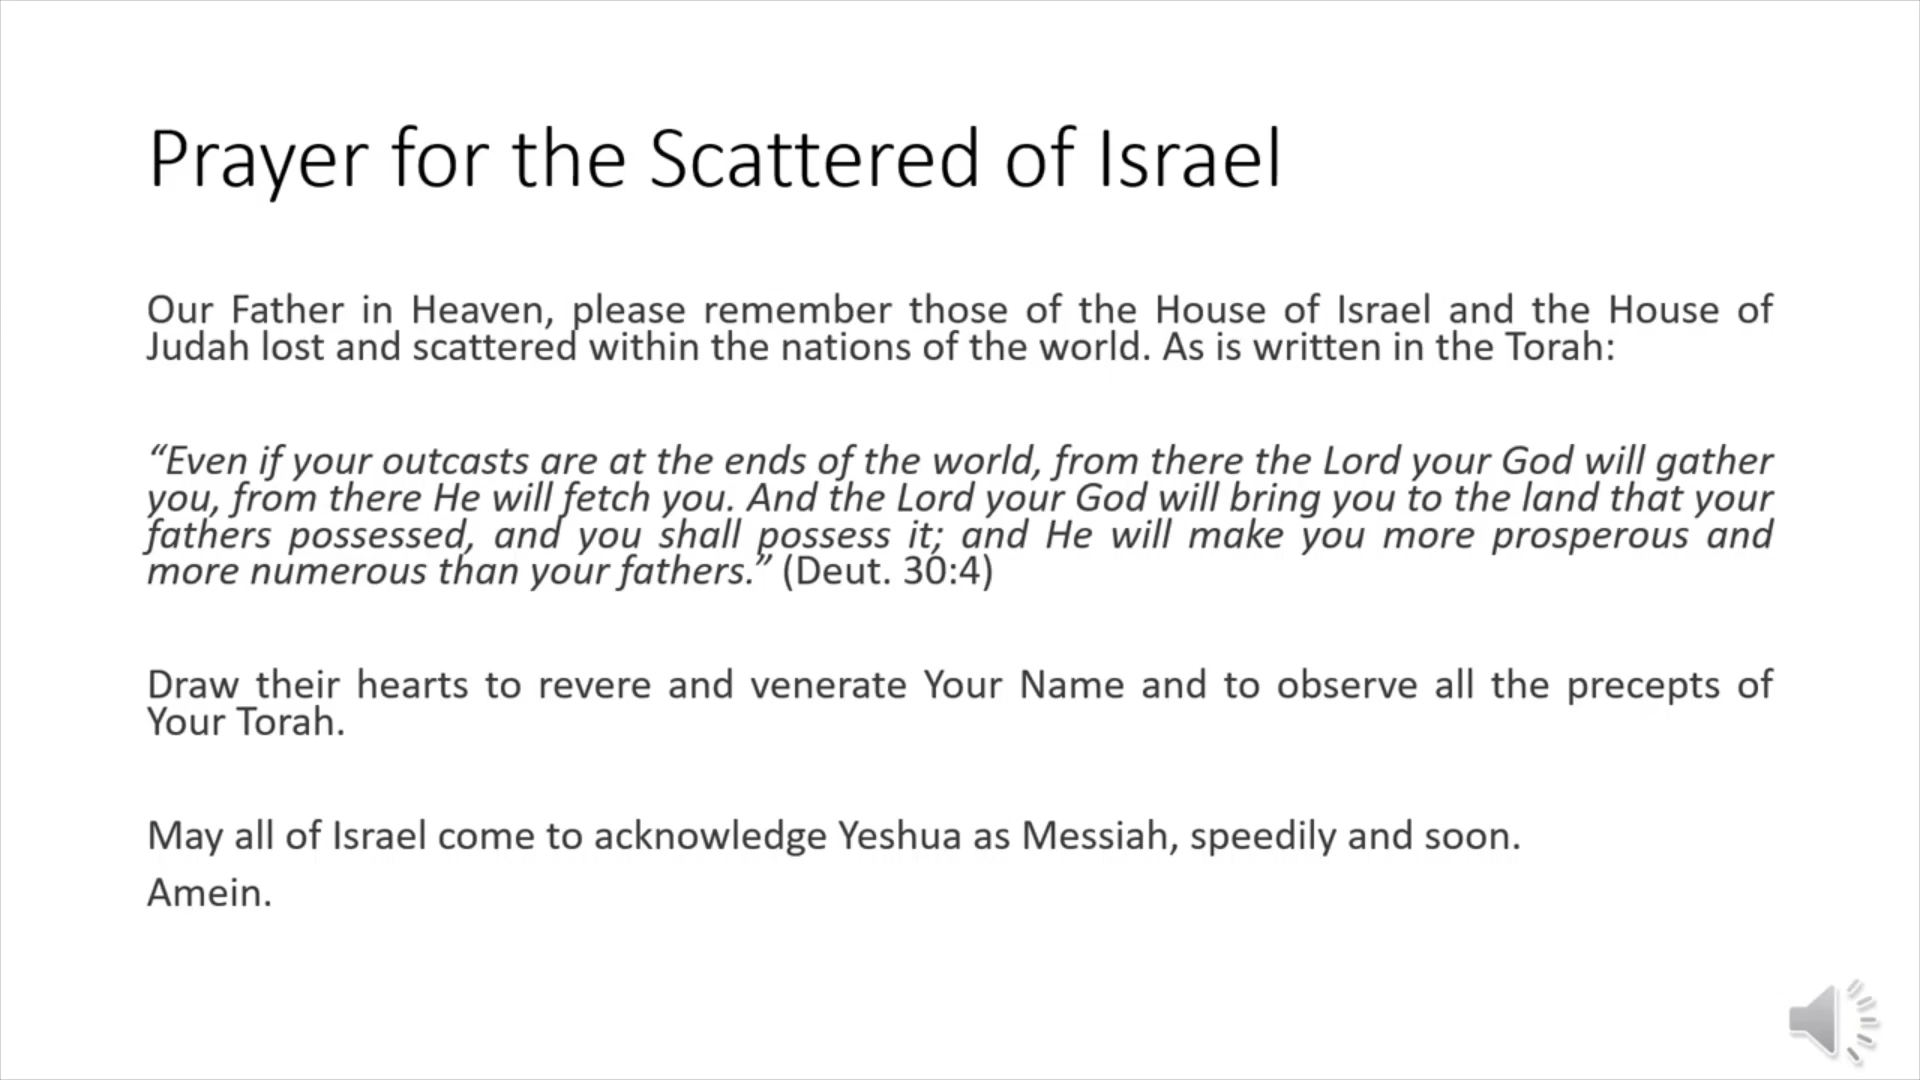 Prayer for the Scattered of Israel
Our Father in Heaven, please remember those of the House of Israel and the House of
Judah lost and scattered within the nations of the world. As is written in the Torah:
“Even if your outcasts are at the ends of the world, from there the Lord your God will gather
you, from there He will fetch you. And the Lord your God will bring you to the land that your
fathers possessed, and you shall possess it; and He will make you more prosperous and
more numerous than your fathers.” (Deut. 30:4)
Draw their hearts to revere and venerate Your Name and to observe all the precepts of
Your Torah.
May all of Israel come to acknowledge Yeshua as Messiah, speedily and soon.
Amein.